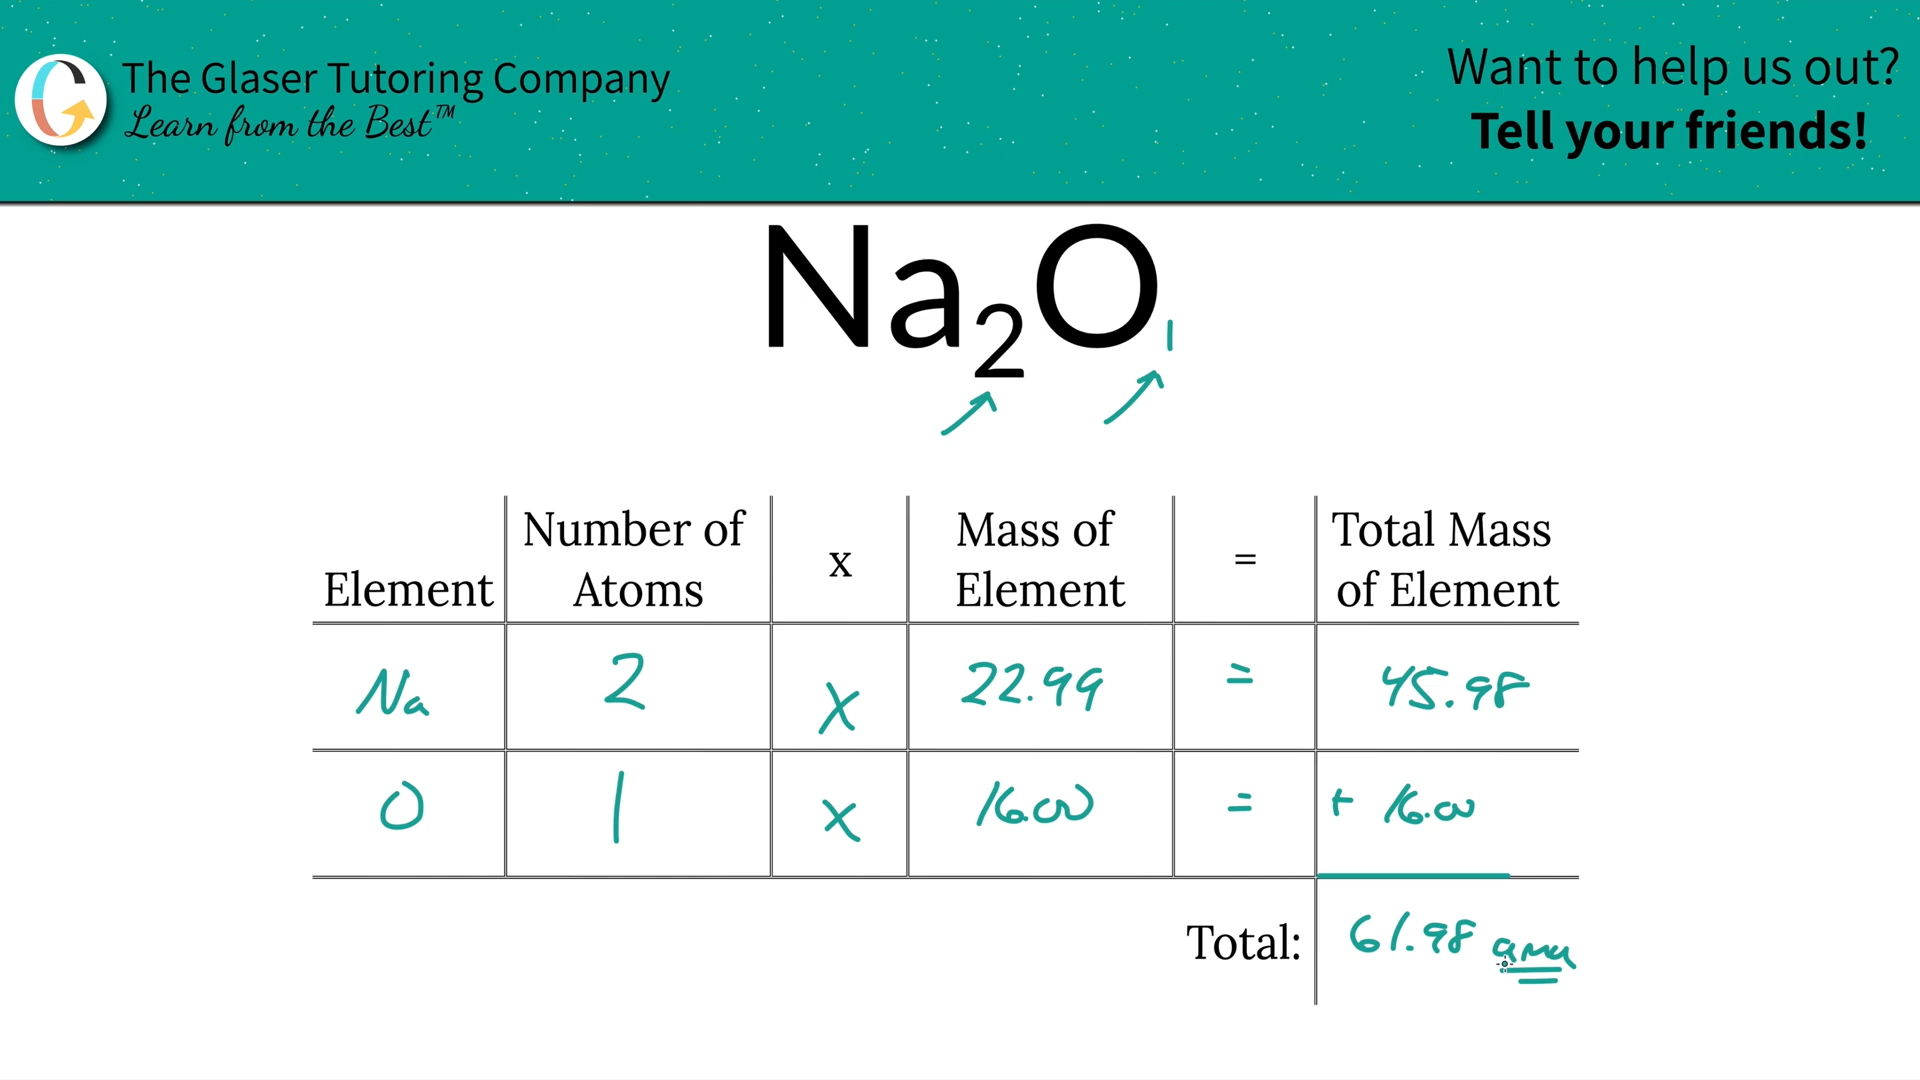 The Glaser Tutoring Company
Learn from the Best™
Want to help us out?
Tell your friends!
Na₂O₁
Element Number of Atoms x Mass of Element = Total Mass of Element
Na 2 x 22.99 = 45.98
O 1 x 16.00 = + 16.00
Total: 61.98 amu